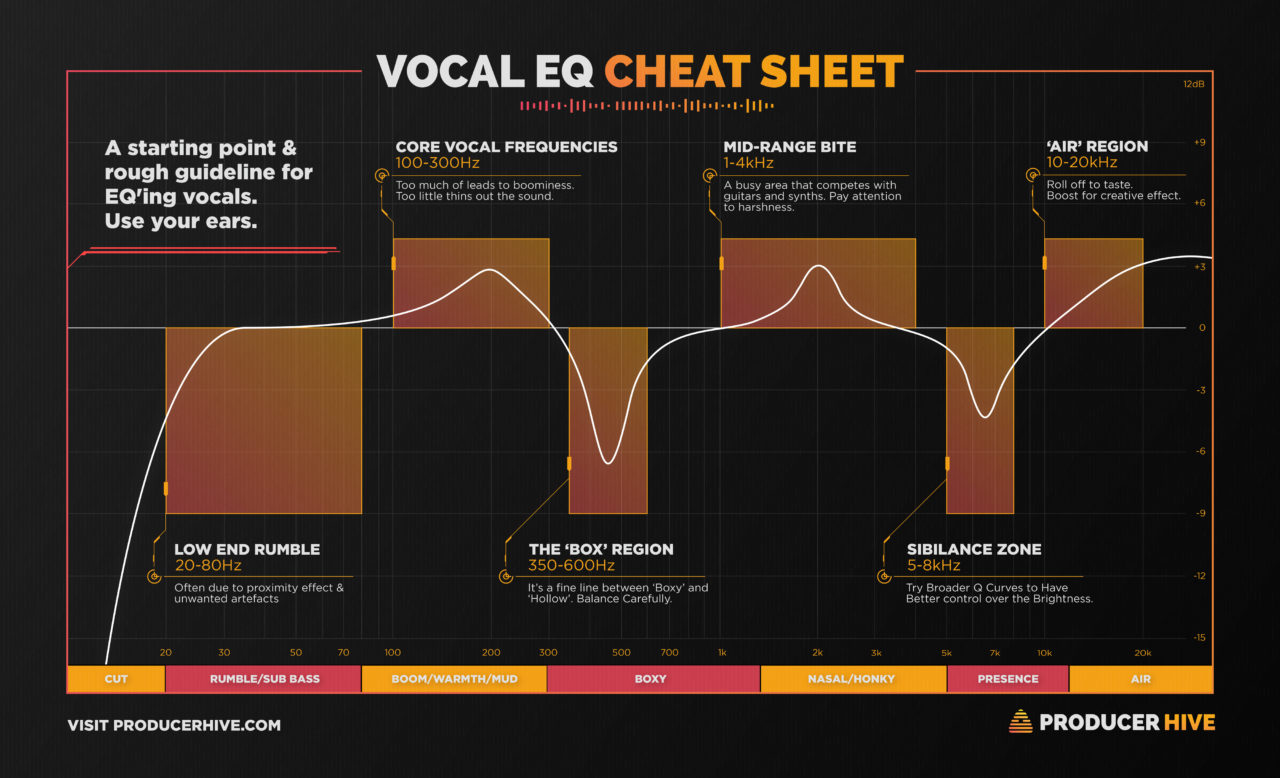 VOCAL EQ CHEAT SHEET
A starting point &
rough guideline for
EQ'ing vocals.
Use your ears.
CORE VOCAL FREQUENCIES
100-300Hz
Too much of leads to boominess.
Too little thins out the sound.
MID-RANGE BITE
1-4kHz
A busy area that competes with
guitars and synths. Pay attention
to harshness.
'AIR' REGION
10-20kHz
Roll off to taste.
Boost for creative effect.
12dB
+9
+6
+3
0
-3
-6
-9
-12
-15
LOW END RUMBLE
20-80Hz
Often due to proximity effect &
unwanted artefacts
THE 'BOX' REGION
350-600Hz
It's a fine line between 'Boxy' and
'Hollow'. Balance Carefully.
SIBILANCE ZONE
5-8kHz
Try Broader Q Curves to Have
Better control over the Brightness.
20 30 50 70 100 200 300 500 700 1k 2k 3k 5k 7k 10k 20k
CUT RUMBLE/SUB BASS BOOM/WARMTH/MUD BOXY NASAL/HONKY PRESENCE AIR
VISIT PRODUCERHIVE.COM
PRODUCER HIVE